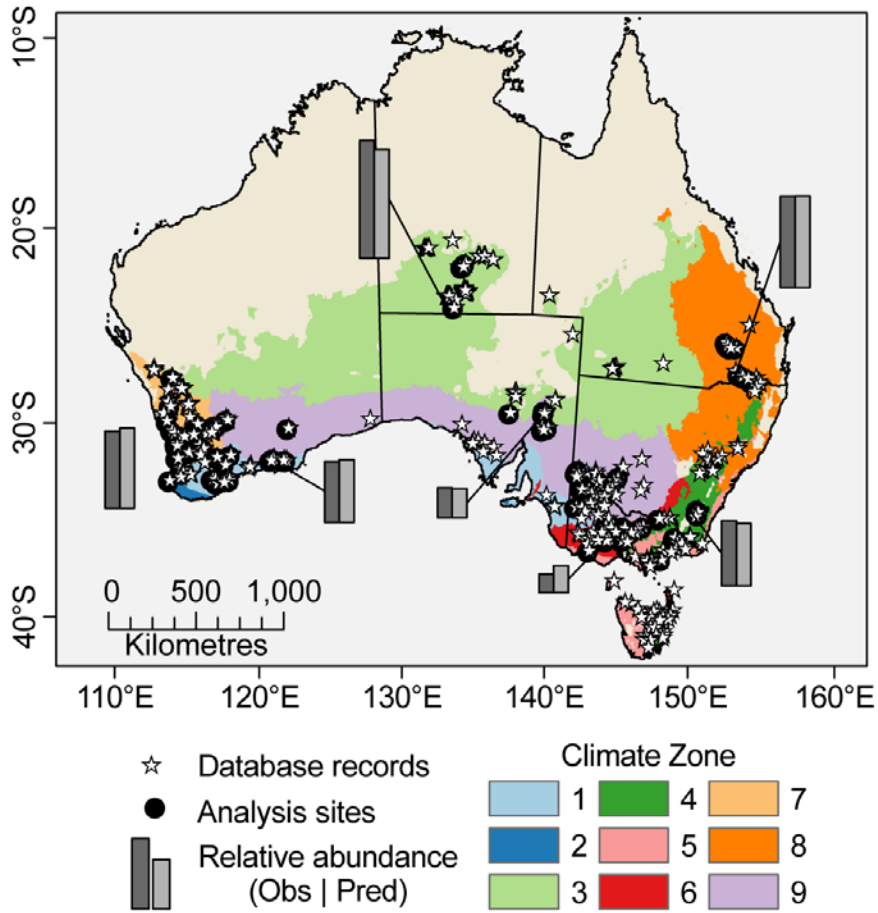 10°S
20°S
30°S
40°S
0 500 1,000
Kilometres
110°E 120°E 130°E 140°E 150°E 160°E
Database records
Analysis sites
Relative abundance
(Obs | Pred)
Climate Zone
1 4 7
2 5 8
3 6 9